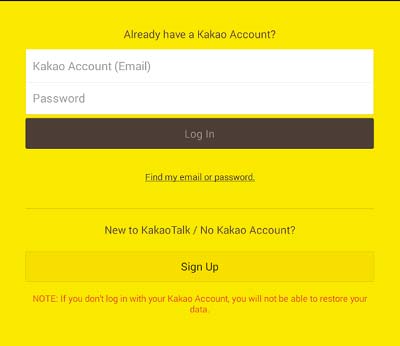 Already have a Kakao Account?
Kakao Account (Email)
Password
Log In
Find my email or password.
New to KakaoTalk / No Kakao Account?
Sign Up
NOTE: If you don't log in with your Kakao Account, you will not be able to restore your
data.